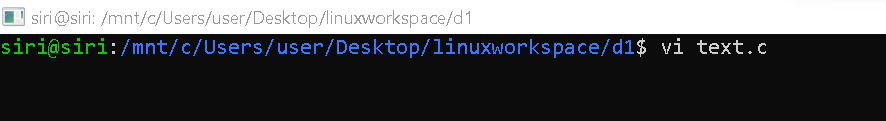 siri@siri: /mnt/c/Users/user/Desktop/linuxworkspace/d1
siri@siri:/mnt/c/Users/user/Desktop/linuxworkspace/d1$ vi text.c